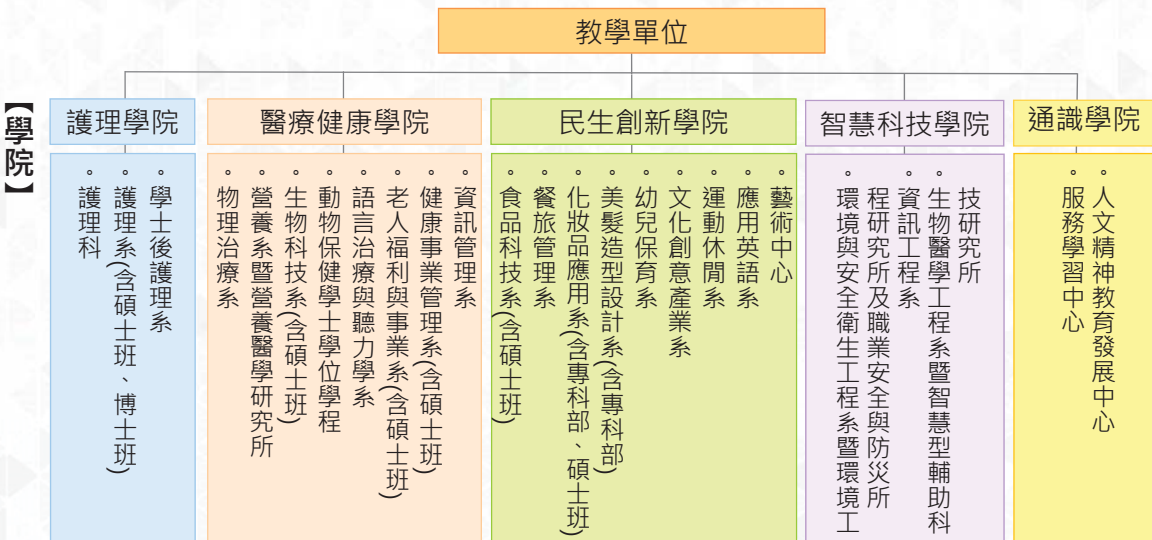 教學單位
【學院】
護理學院
。護理科
。護理系(含碩士班、博士班)
。學士後護理系
醫療健康學院
。物理治療系
。營養系暨營養醫學研究所
。生物科技系(含碩士班)
。動物保健學士學位學程
。語言治療與聽力學系
。老人福利與事業系(含碩士班)
。健康事業管理系(含碩士班)
。資訊管理系
民生創新學院
。食品科技系(含碩士班)
。餐旅管理系
。化妝品應用系(含專科部、碩士班)
。美髮造型設計系(含專科部)
。幼兒保育系
。文化創意產業系
。運動休閒系
。應用英語系
。藝術中心
智慧科技學院
。環境與安全衛生工程系暨環境工
程研究所及職業安全與防災所
。資訊工程系
。生物醫學工程系暨智慧型輔助科
技研究所
通識學院
。服務學習中心
。人文精神教育發展中心